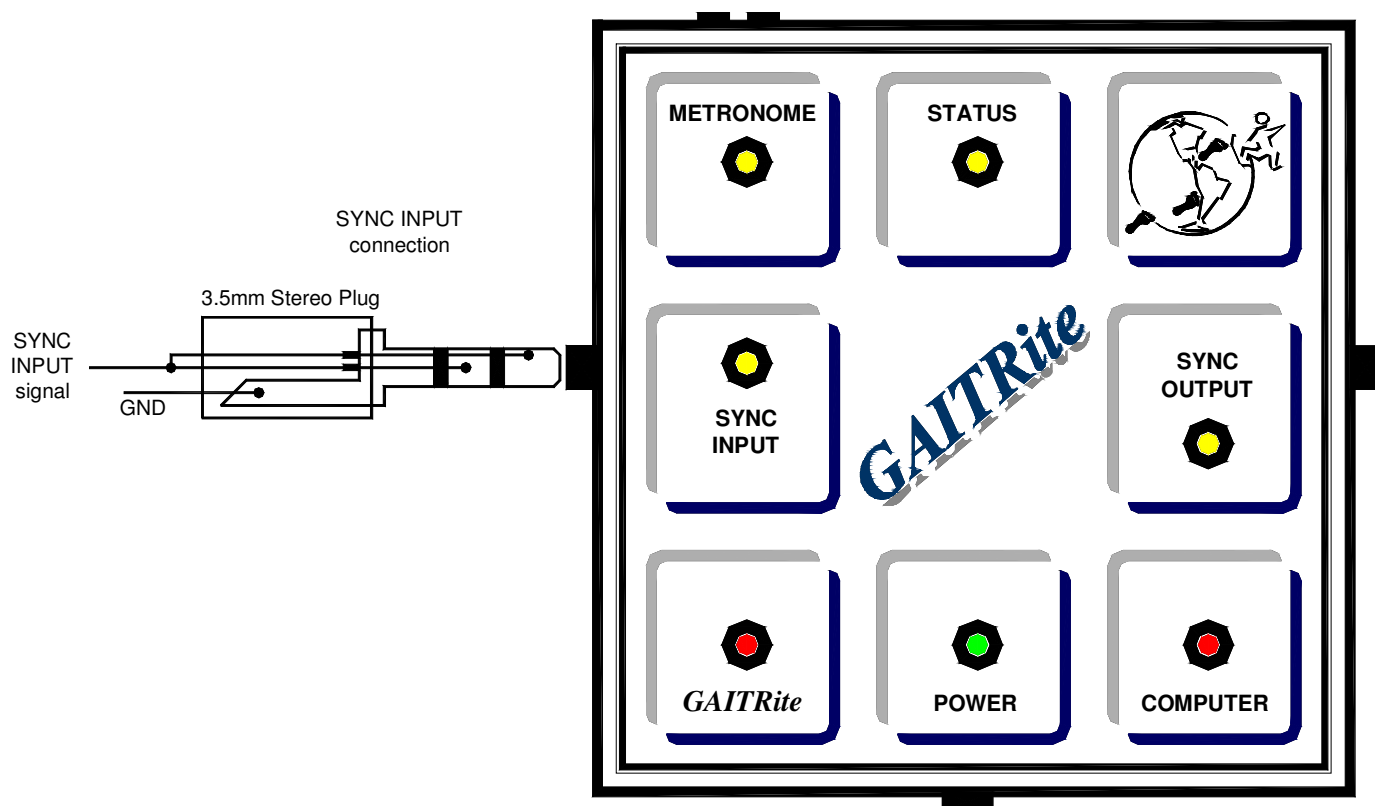 METRONOME
STATUS
SYNC INPUT
connection
3.5mm Stereo Plug
SYNC
INPUT
signal
GND
SYNC
INPUT
GAITRite
SYNC
OUTPUT
GAITRite
POWER
COMPUTER